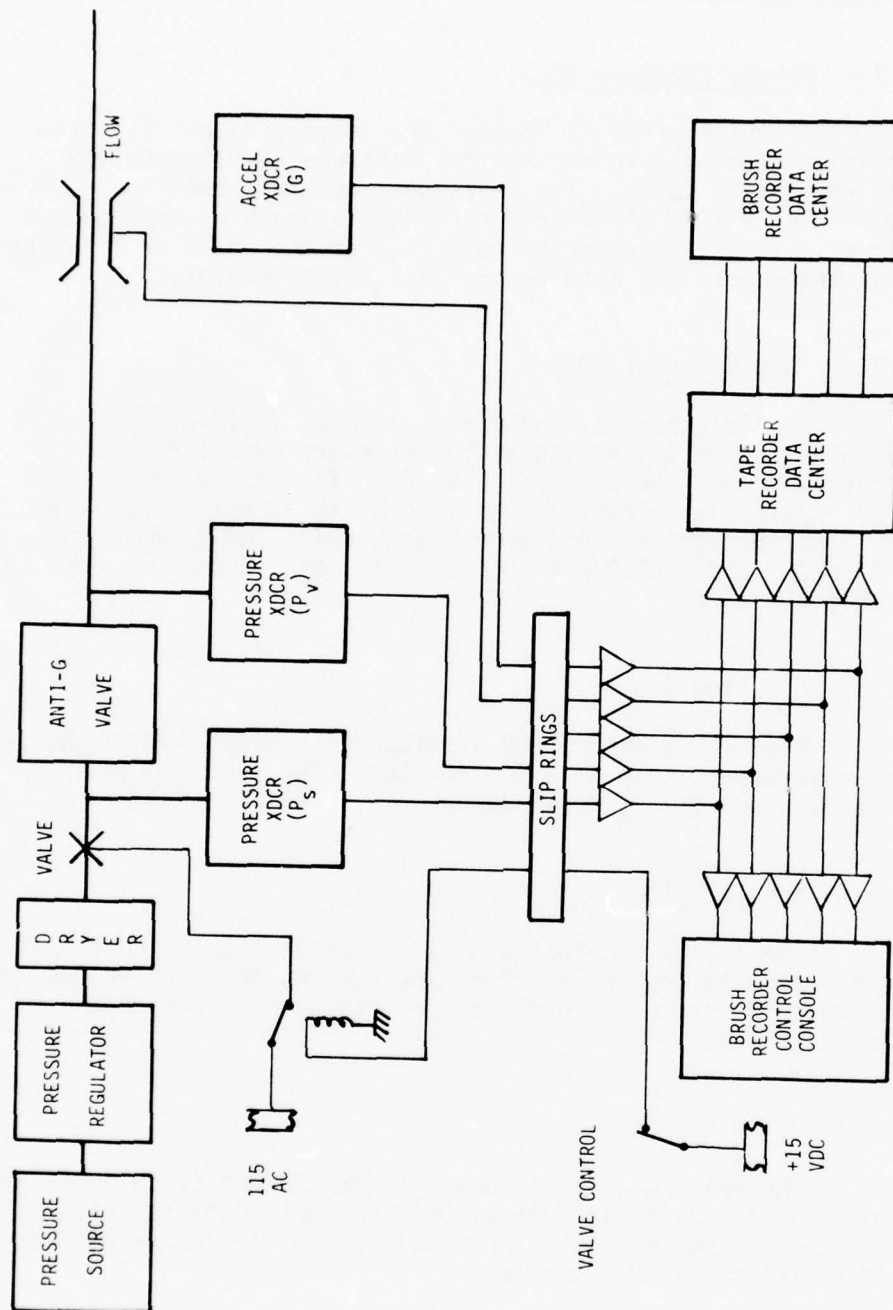 PRESSURE
SOURCE
PRESSURE
REGULATOR
D
R
Y
E
R
VALVE
ANTI-G
VALVE
FLOW
PRESSURE
XDCR
(Ps)
PRESSURE
XDCR
(Pv)
ACCEL
XDCR
(G)
115
AC
SLIP RINGS
VALVE CONTROL
+15
VDC
BRUSH
RECORDER
CONTROL
CONSOLE
TAPE
RECORDER
DATA
CENTER
BRUSH
RECORDER
DATA
CENTER